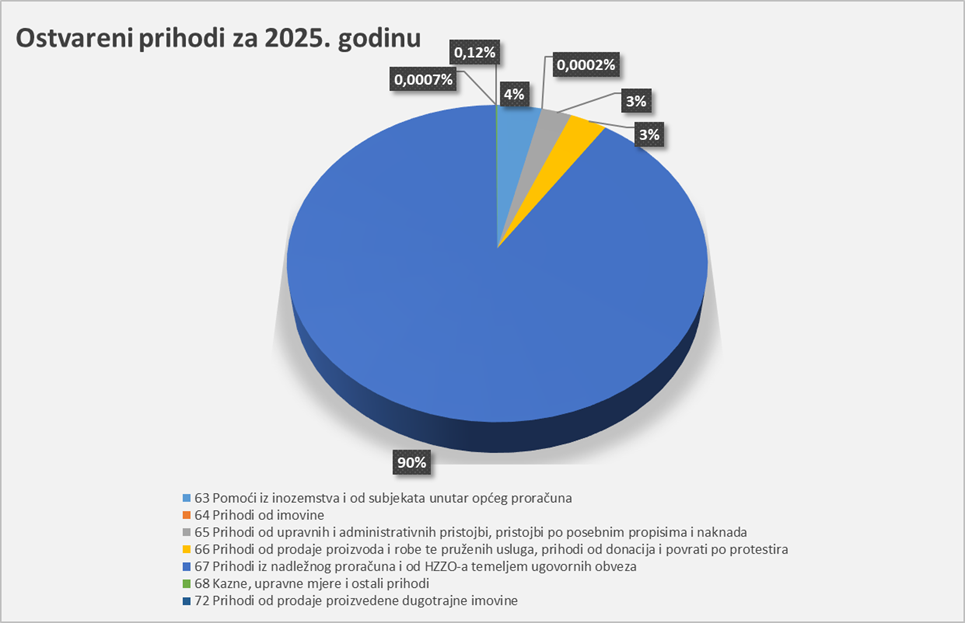 Ostvareni prihodi za 2025. godinu
0,12%
0,0002%
0,0007%
4%
3%
3%
90%
63 Pomoći iz inozemstva i od subjekata unutar općeg proračuna
64 Prihodi od imovine
65 Prihodi od upravnih i administrativnih pristojbi, pristojbi po posebnim propisima i naknada
66 Prihodi od prodaje proizvoda i robe te pruženih usluga, prihodi od donacija i povrati po protestira
67 Prihodi iz nadležnog proračuna i od HZZO-a temeljem ugovornih obveza
68 Kazne, upravne mjere i ostali prihodi
72 Prihodi od prodaje proizvedene dugotrajne imovine